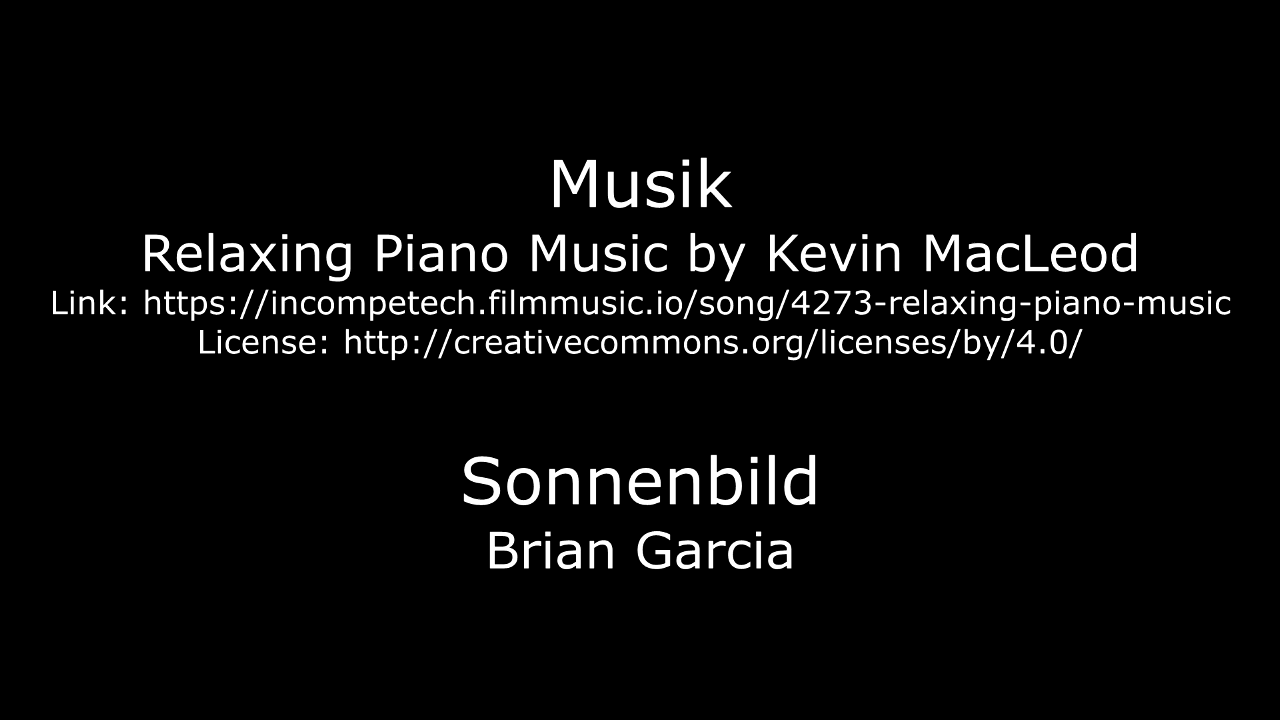 Musik
Relaxing Piano Music by Kevin MacLeod
Link: https://incompetech.filmmusic.io/song/4273-relaxing-piano-music
License: http://creativecommons.org/licenses/by/4.0/
Sonnenbild
Brian Garcia